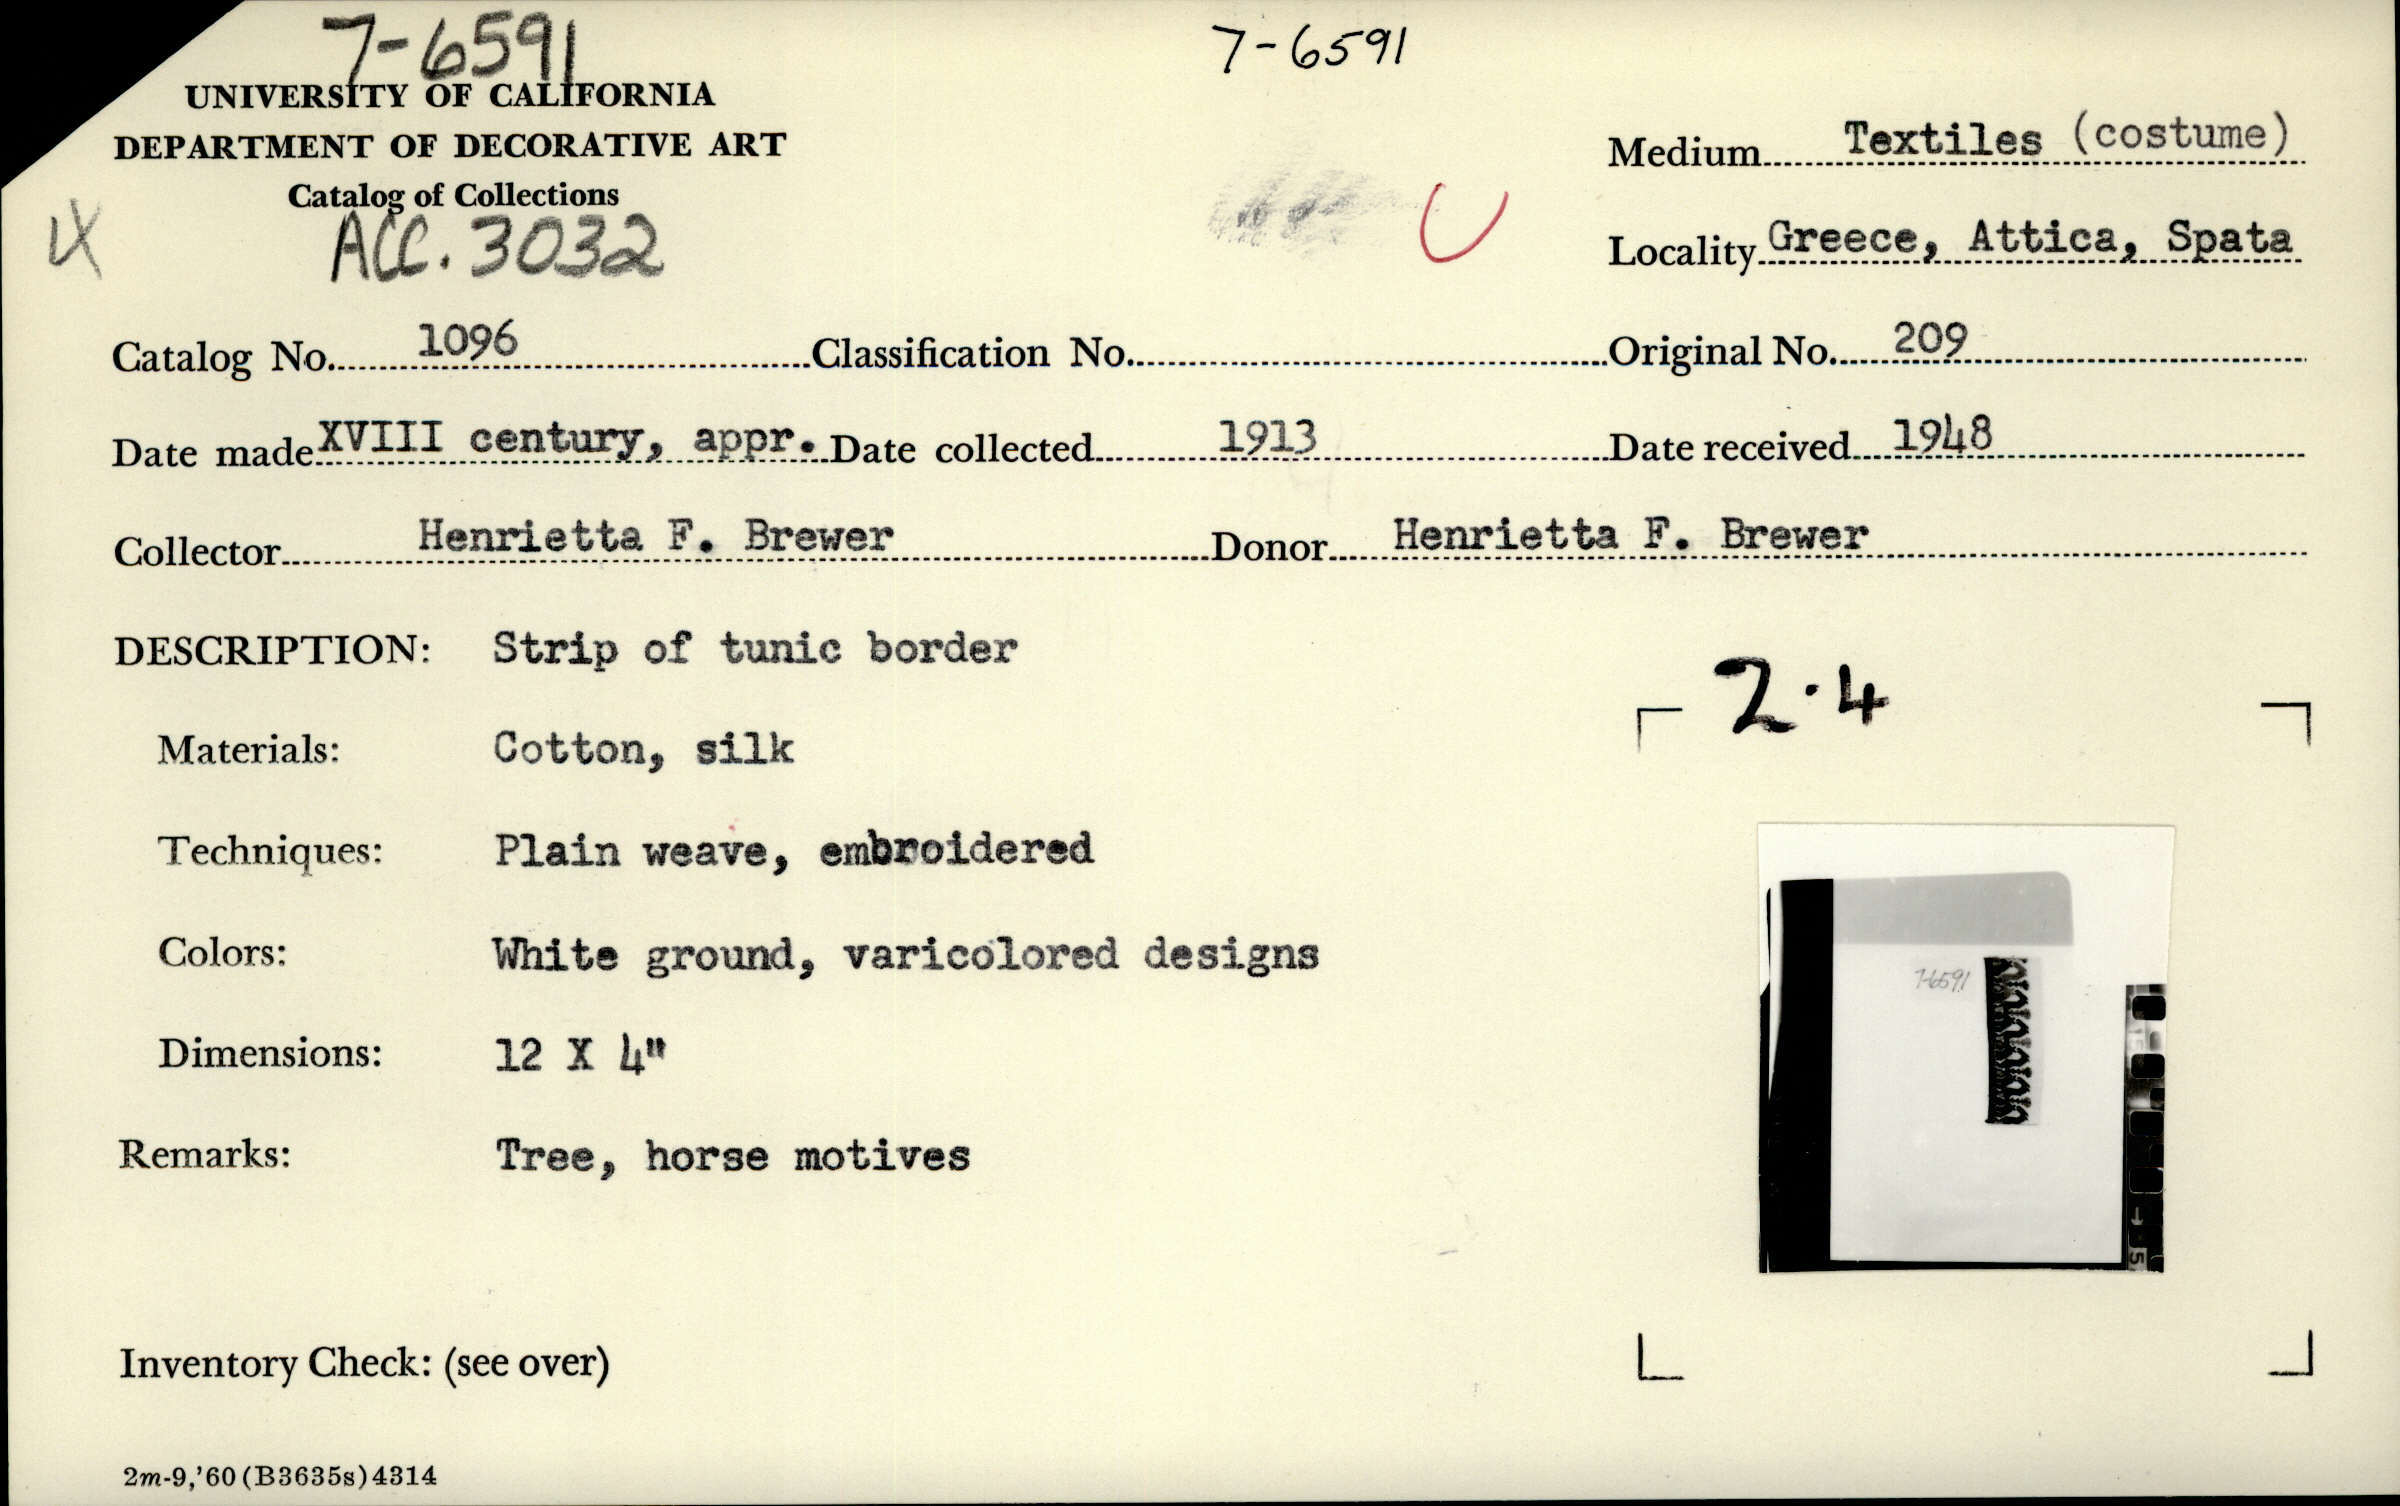 7-6591
7-6591
UNIVERSITY OF CALIFORNIA
DEPARTMENT OF DECORATIVE ART
Catalog of Collections
ACC. 3032
Medium Textiles (costume)
Locality Greece, Attica, Spata
Catalog No. 1096 Classification No. Original No. 209
Date made XVIII century, appr. Date collected 1913 Date received 1948
Collector Henrietta F. Brewer Donor Henrietta F. Brewer
DESCRIPTION: Strip of tunic border
2.4
Materials: Cotton, silk
Techniques: Plain weave, embroidered
Colors: White ground, varicolored designs
7-6591
Dimensions: 12 X 4"
Remarks: Tree, horse motives
5
Inventory Check: (see over)
2m-9,'60(B3635s)4314